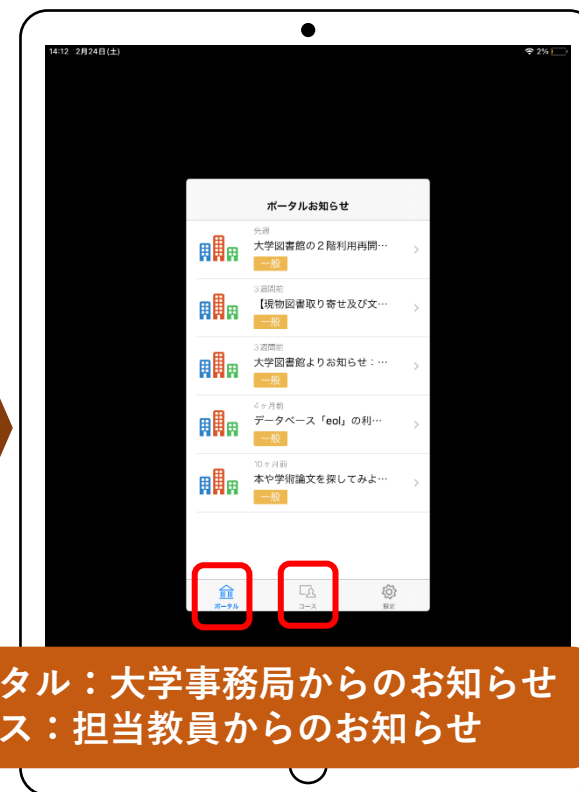 14:12 2月24日(土)
2%
ポータルお知らせ
先週
大学図書館の２階利用再開…
一般
3週間前
【現物図書取り寄せ及び文…
一般
3週間前
大学図書館よりお知らせ：…
一般
4ヶ月前
データベース「eol」の利…
一般
10ヶ月前
本や学術論文を探してみよ…
一般
ポータル
コース
設定
タル：大学事務局からのお知らせ
ス：担当教員からのお知らせ